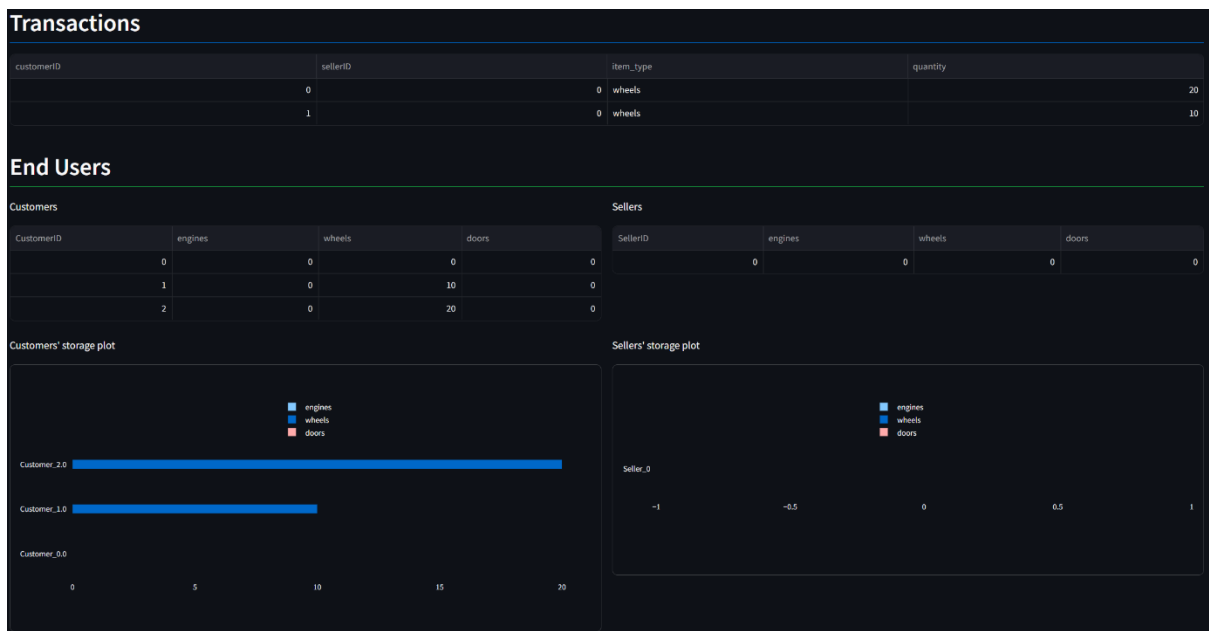 Transactions
customerID sellerID item_type quantity
0 0 wheels 20
1 0 wheels 10
End Users
Customers
CustomerID engines wheels doors
0 0 0 0
1 0 10 0
2 0 20 0
Sellers
SellerID engines wheels doors
0 0 0 0
Customers' storage plot
engines
wheels
doors
Customer_2.0
Customer_1.0
Customer_0.0
0 5 10 15 20
Sellers' storage plot
engines
wheels
doors
Seller_0
−1 −0.5 0 0.5 1